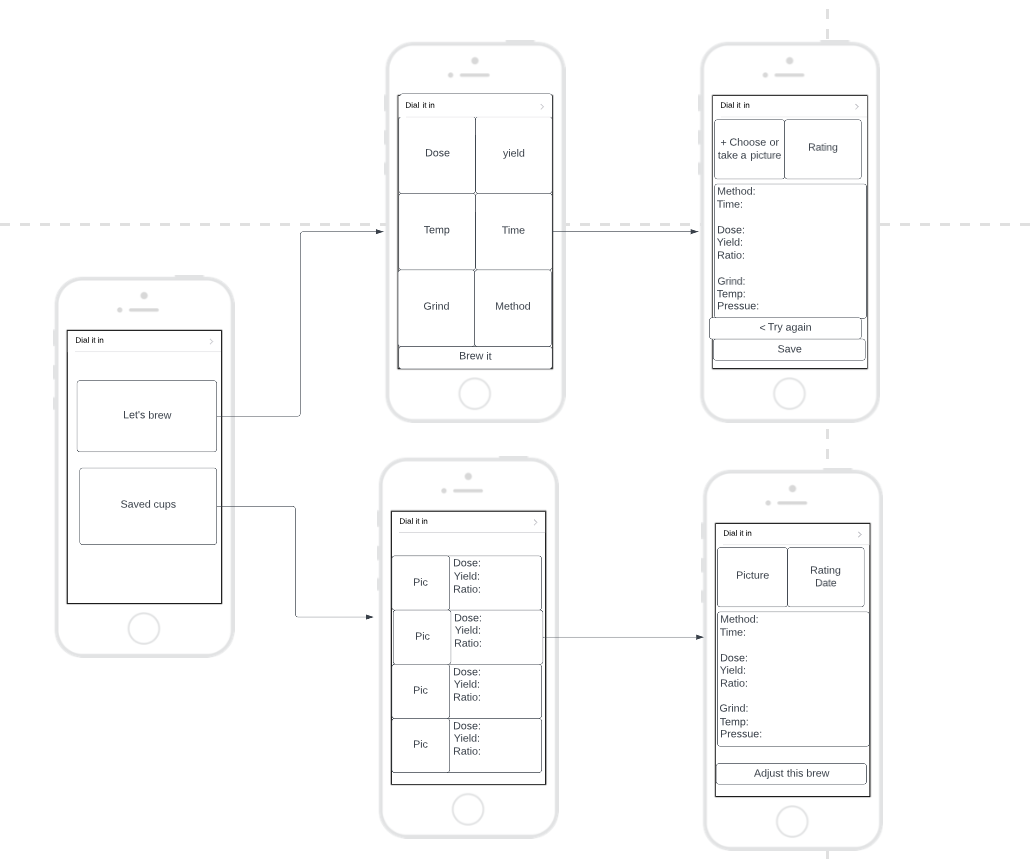 Dial it in
Let's brew
Saved cups
Dial it in
Dose
yield
Temp
Time
Grind
Method
Brew it
Dial it in
+ Choose or
take a picture
Rating
Method:
Time:
Dose:
Yield:
Ratio:
Grind:
Temp:
Pressue:
< Try again
Save
Dial it in
Pic
Dose:
Yield:
Ratio:
Pic
Dose:
Yield:
Ratio:
Pic
Dose:
Yield:
Ratio:
Pic
Dose:
Yield:
Ratio:
Dial it in
Picture
Rating
Date
Method:
Time:
Dose:
Yield:
Ratio:
Grind:
Temp:
Pressue:
Adjust this brew